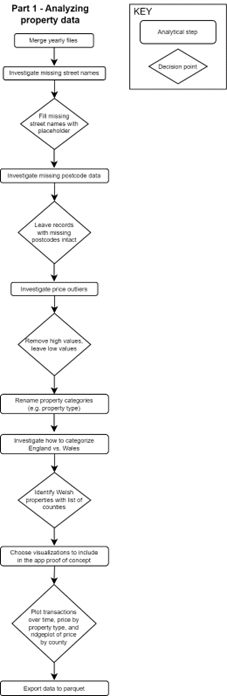 Part 1 - Analyzing
property data
KEY
Analytical step
Decision point
Merge yearly files
Investigate missing street names
Fill missing
street names with
placeholder
Investigate missing postcode data
Leave records
with missing
postcodes intact
Investigate price outliers
Remove high values,
leave low values
Rename property categories
(e.g. property type)
Investigate how to categorize
England vs. Wales
Identify Welsh
properties with list of
counties
Choose visualizations to include
in the app proof of concept
Plot transactions
over time, price by
property type, and
ridgeplot of price
by county
Export data to parquet